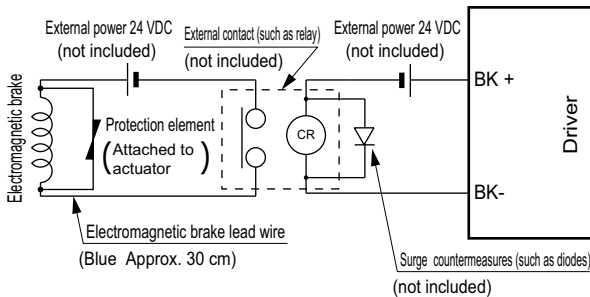 External power 24 VDC
(not included)
External contact (such as relay)
(not included)
External power 24 VDC
(not included)
BK +
Electromagnetic brake
Protection element
(Attached to
actuator)
CR
Driver
BK-
Electromagnetic brake lead wire
(Blue Approx. 30 cm)
Surge countermeasures (such as diodes)
(not included)